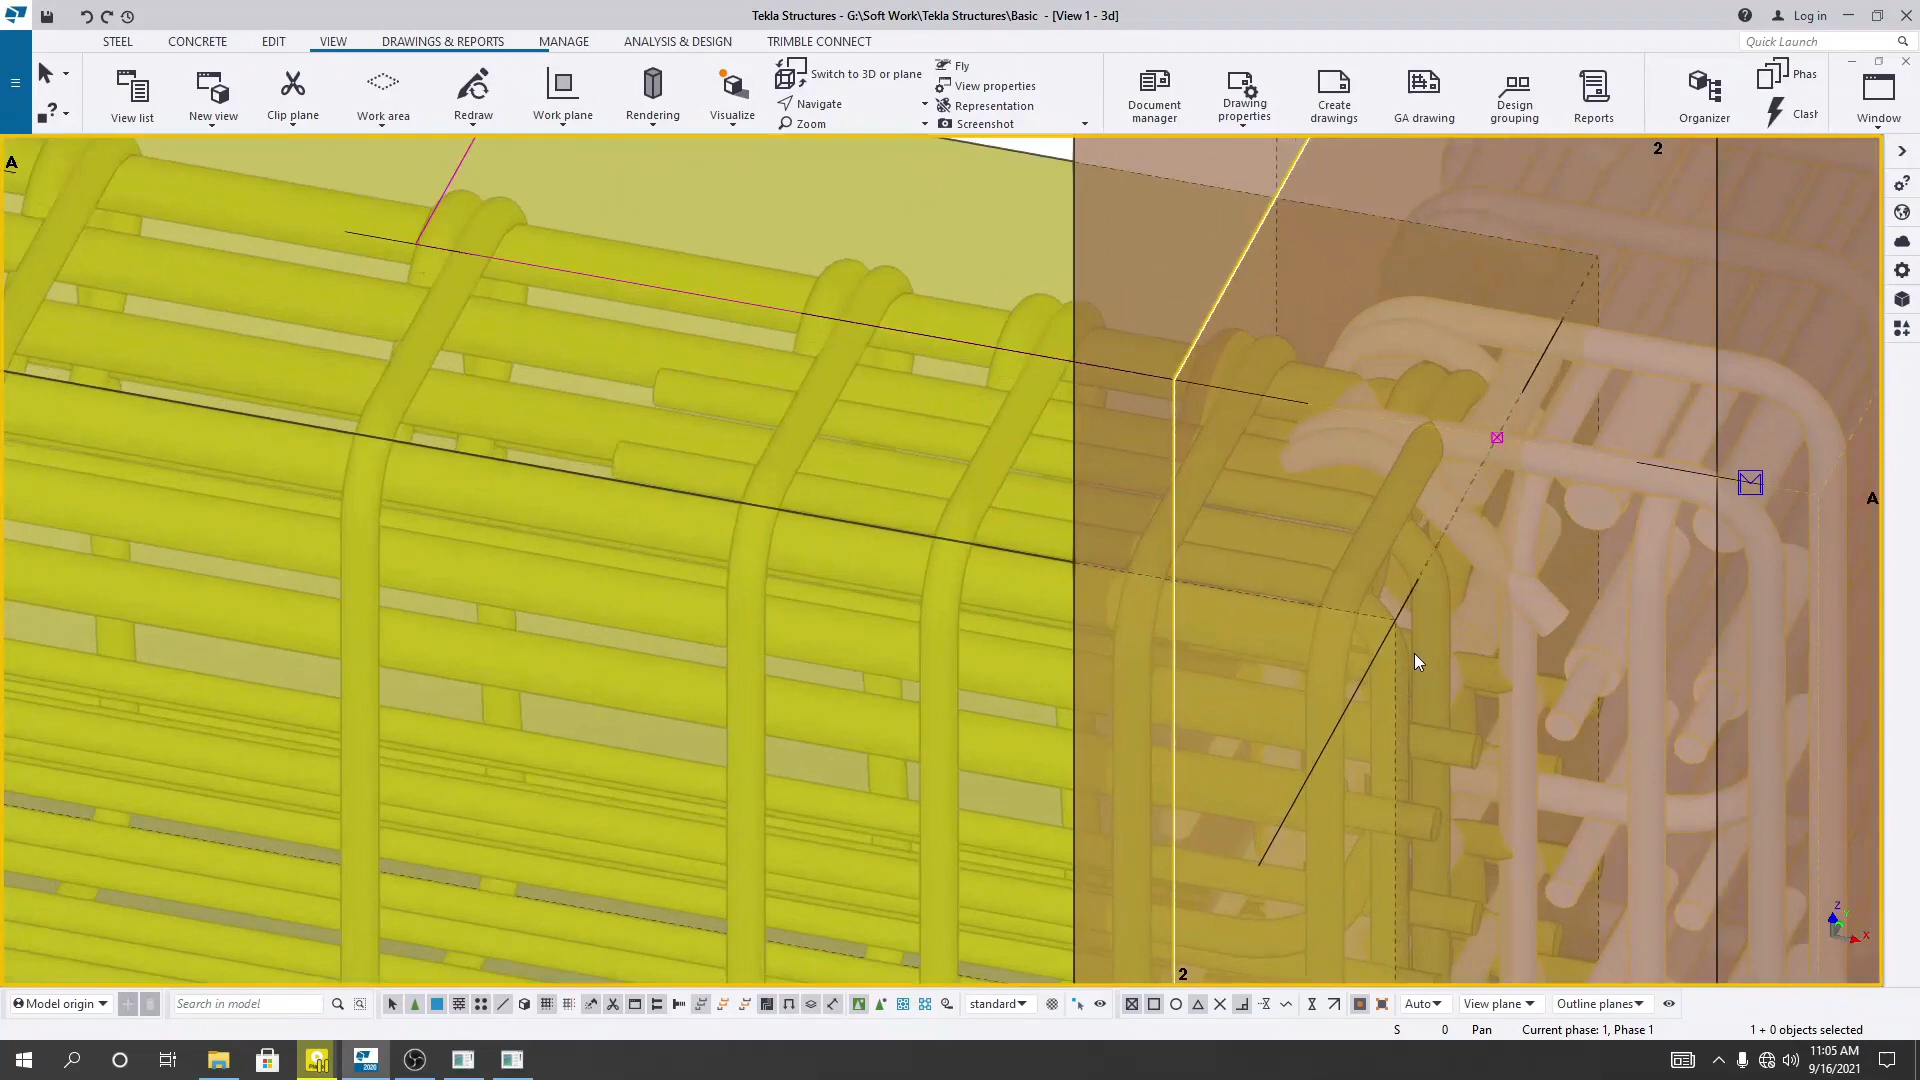 Tekla Structures - G:\Soft Work\Tekla Structures\Basic - [View 1 - 3d]
Log in
STEEL CONCRETE EDIT VIEW DRAWINGS & REPORTS MANAGE ANALYSIS & DESIGN TRIMBLE CONNECT
Quick Launch
View list
New view
Clip plane
Work area
Redraw
Work plane
Rendering
Visualize
Switch to 3D or plane
Navigate
Zoom
Fly
View properties
Representation
Screenshot
Document manager
Drawing properties
Create drawings
GA drawing
Design grouping
Reports
Organizer
Phas
Clash
Window
A
2
A
2
Z
X
Model origin
Search in model
standard
Auto
View plane
Outline planes
S 0 Pan Current phase: 1, Phase 1 1 + 0 objects selected
2020
11:05 AM
9/16/2021